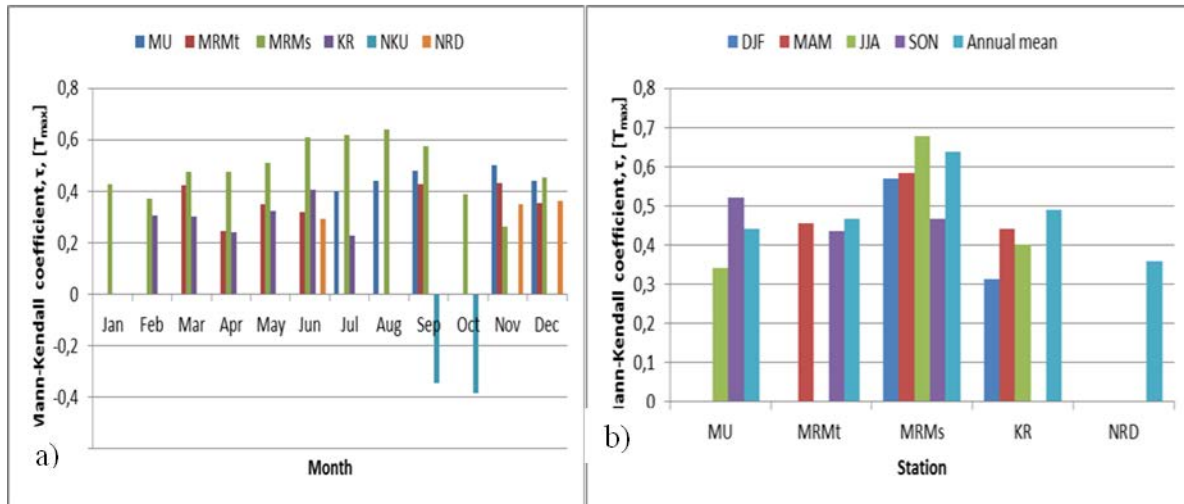 MU MRMt MRMs KR NKU NRD
Mann-Kendall coefficient, τ, [Tmax]
0,8
0,6
0,4
0,2
0
-0,2
-0,4
Jan Feb Mar Apr May Jun Jul Aug Sep Oct Nov Dec
Month
a)
DJF MAM JJA SON Annual mean
lann-Kendall coefficient, τ, [Tmax]
0,8
0,7
0,6
0,5
0,4
0,3
0,2
0,1
0
MU MRMt MRMs KR NRD
Station
b)